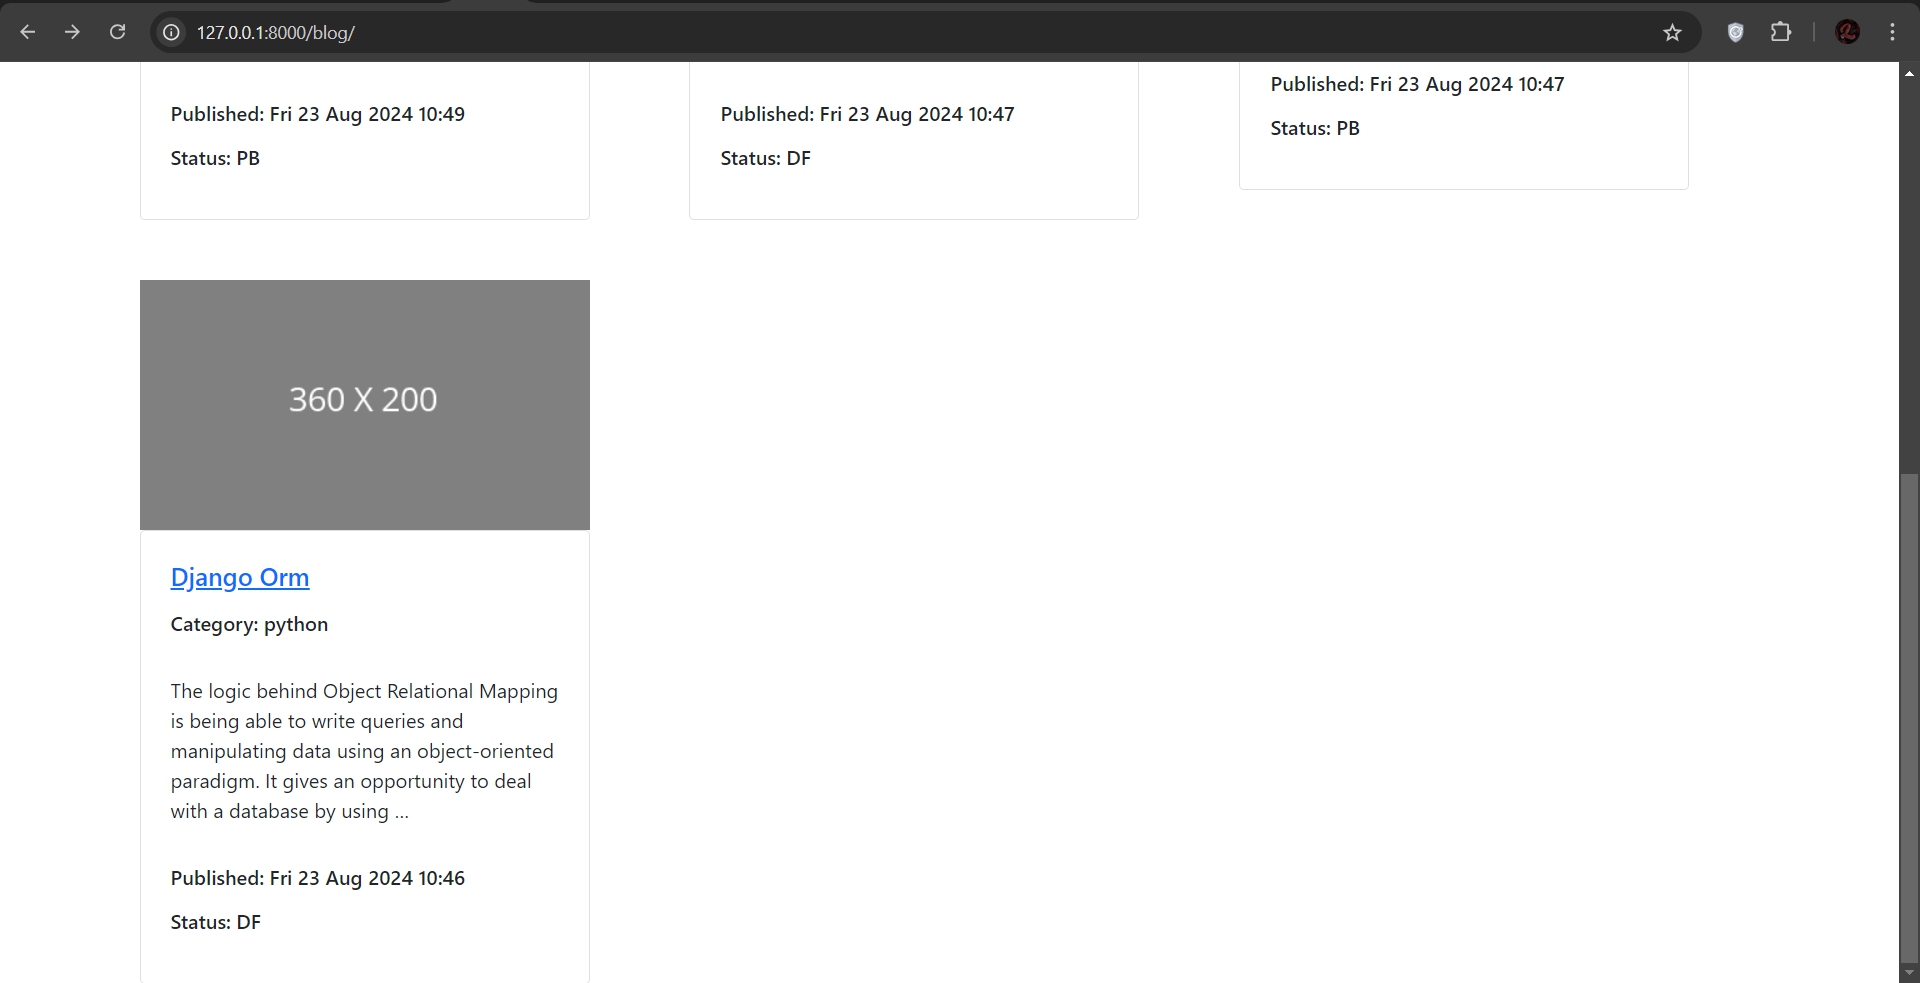 127.0.0.1:8000/blog/
Published: Fri 23 Aug 2024 10:49
Status: PB
Published: Fri 23 Aug 2024 10:47
Status: DF
Published: Fri 23 Aug 2024 10:47
Status: PB
360 X 200
Django Orm
Category: python
The logic behind Object Relational Mapping
is being able to write queries and
manipulating data using an object-oriented
paradigm. It gives an opportunity to deal
with a database by using ...
Published: Fri 23 Aug 2024 10:46
Status: DF